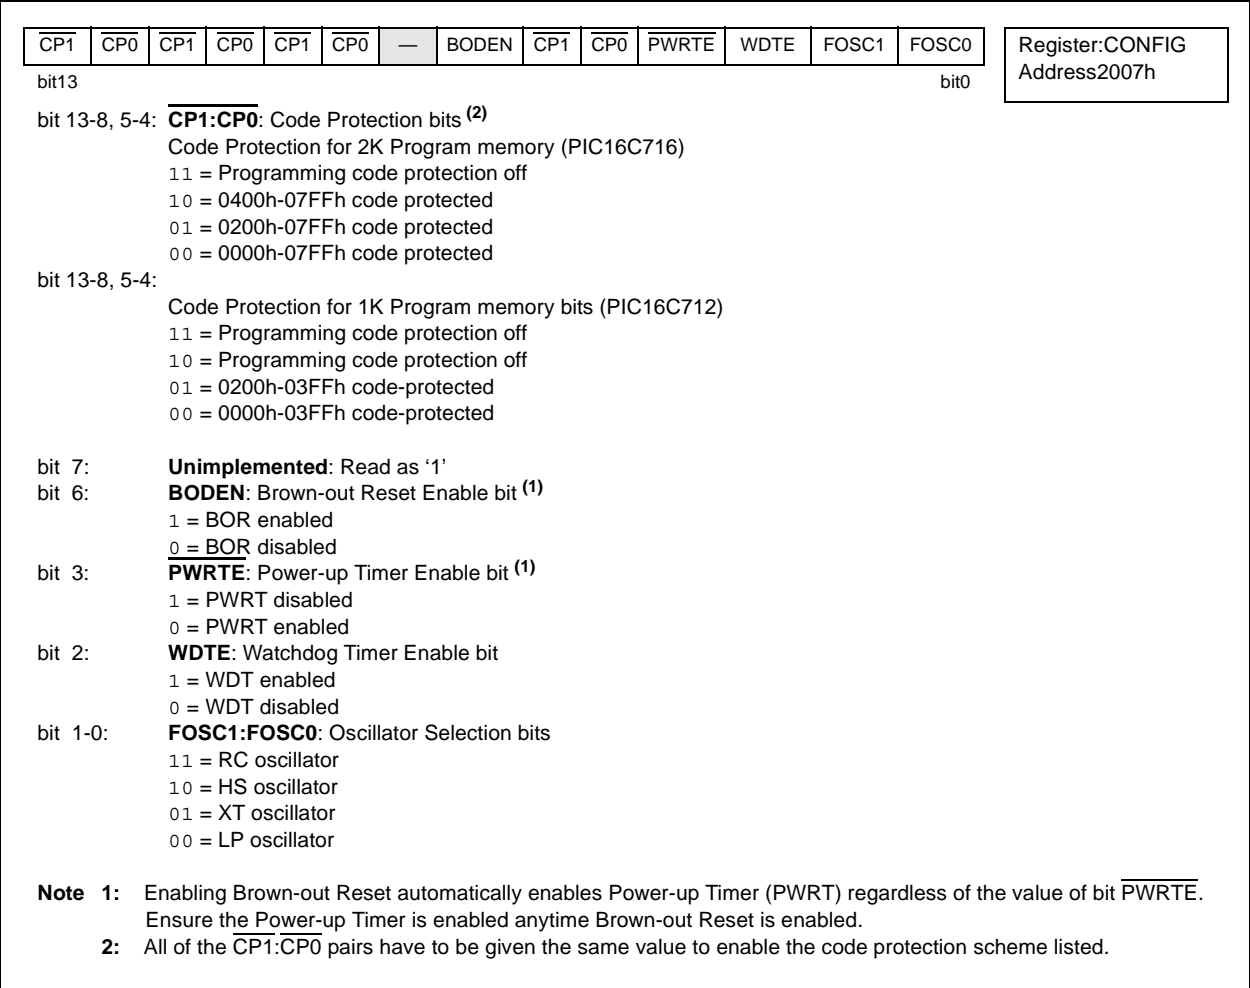 CP1 CP0 CP1 CP0 CP1 CP0 — BODEN CP1 CP0 PWRTE WDTE FOSC1 FOSC0
Register:CONFIG
Address2007h
bit13 bit0
bit 13-8, 5-4: CP1:CP0: Code Protection bits (2)
Code Protection for 2K Program memory (PIC16C716)
11 = Programming code protection off
10 = 0400h-07FFh code protected
01 = 0200h-07FFh code protected
00 = 0000h-07FFh code protected
bit 13-8, 5-4:
Code Protection for 1K Program memory bits (PIC16C712)
11 = Programming code protection off
10 = Programming code protection off
01 = 0200h-03FFh code-protected
00 = 0000h-03FFh code-protected
bit 7: Unimplemented: Read as ‘1’
bit 6: BODEN: Brown-out Reset Enable bit (1)
1 = BOR enabled
0 = BOR disabled
bit 3: PWRTE: Power-up Timer Enable bit (1)
1 = PWRT disabled
0 = PWRT enabled
bit 2: WDTE: Watchdog Timer Enable bit
1 = WDT enabled
0 = WDT disabled
bit 1-0: FOSC1:FOSC0: Oscillator Selection bits
11 = RC oscillator
10 = HS oscillator
01 = XT oscillator
00 = LP oscillator
Note 1: Enabling Brown-out Reset automatically enables Power-up Timer (PWRT) regardless of the value of bit PWRTE.
Ensure the Power-up Timer is enabled anytime Brown-out Reset is enabled.
2: All of the CP1:CP0 pairs have to be given the same value to enable the code protection scheme listed.